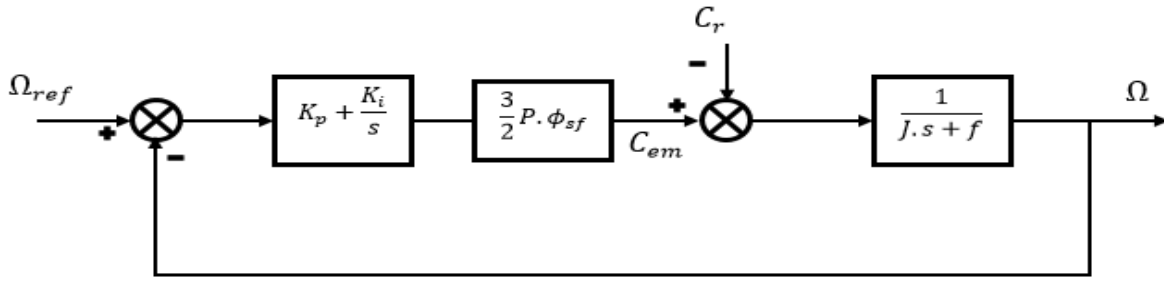 C_r
−
Ω_ref
+
−
K_p + K_i/s
3/2 P.ϕ_sf
+
C_em
1/(J.s + f)
Ω